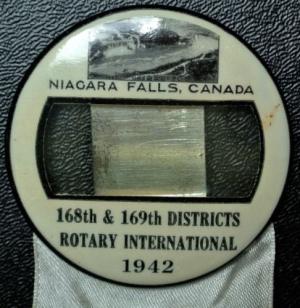 NIAGARA FALLS, CANADA
168th & 169th DISTRICTS
ROTARY INTERNATIONAL
1942